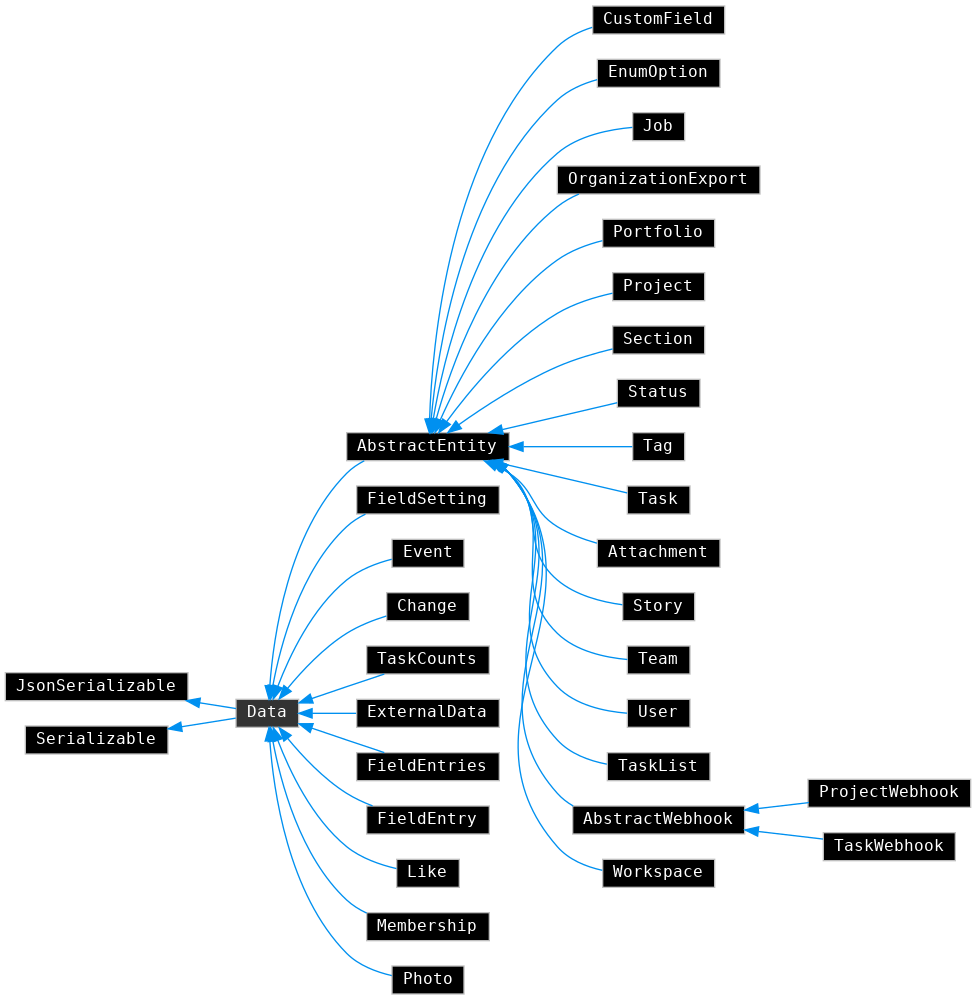 CustomField
EnumOption
Job
OrganizationExport
Portfolio
Project
Section
Status
AbstractEntity
Tag
FieldSetting
Task
Event
Attachment
Change
Story
TaskCounts
Team
JsonSerializable
Data
ExternalData
User
Serializable
FieldEntries
TaskList
ProjectWebhook
FieldEntry
AbstractWebhook
TaskWebhook
Like
Workspace
Membership
Photo